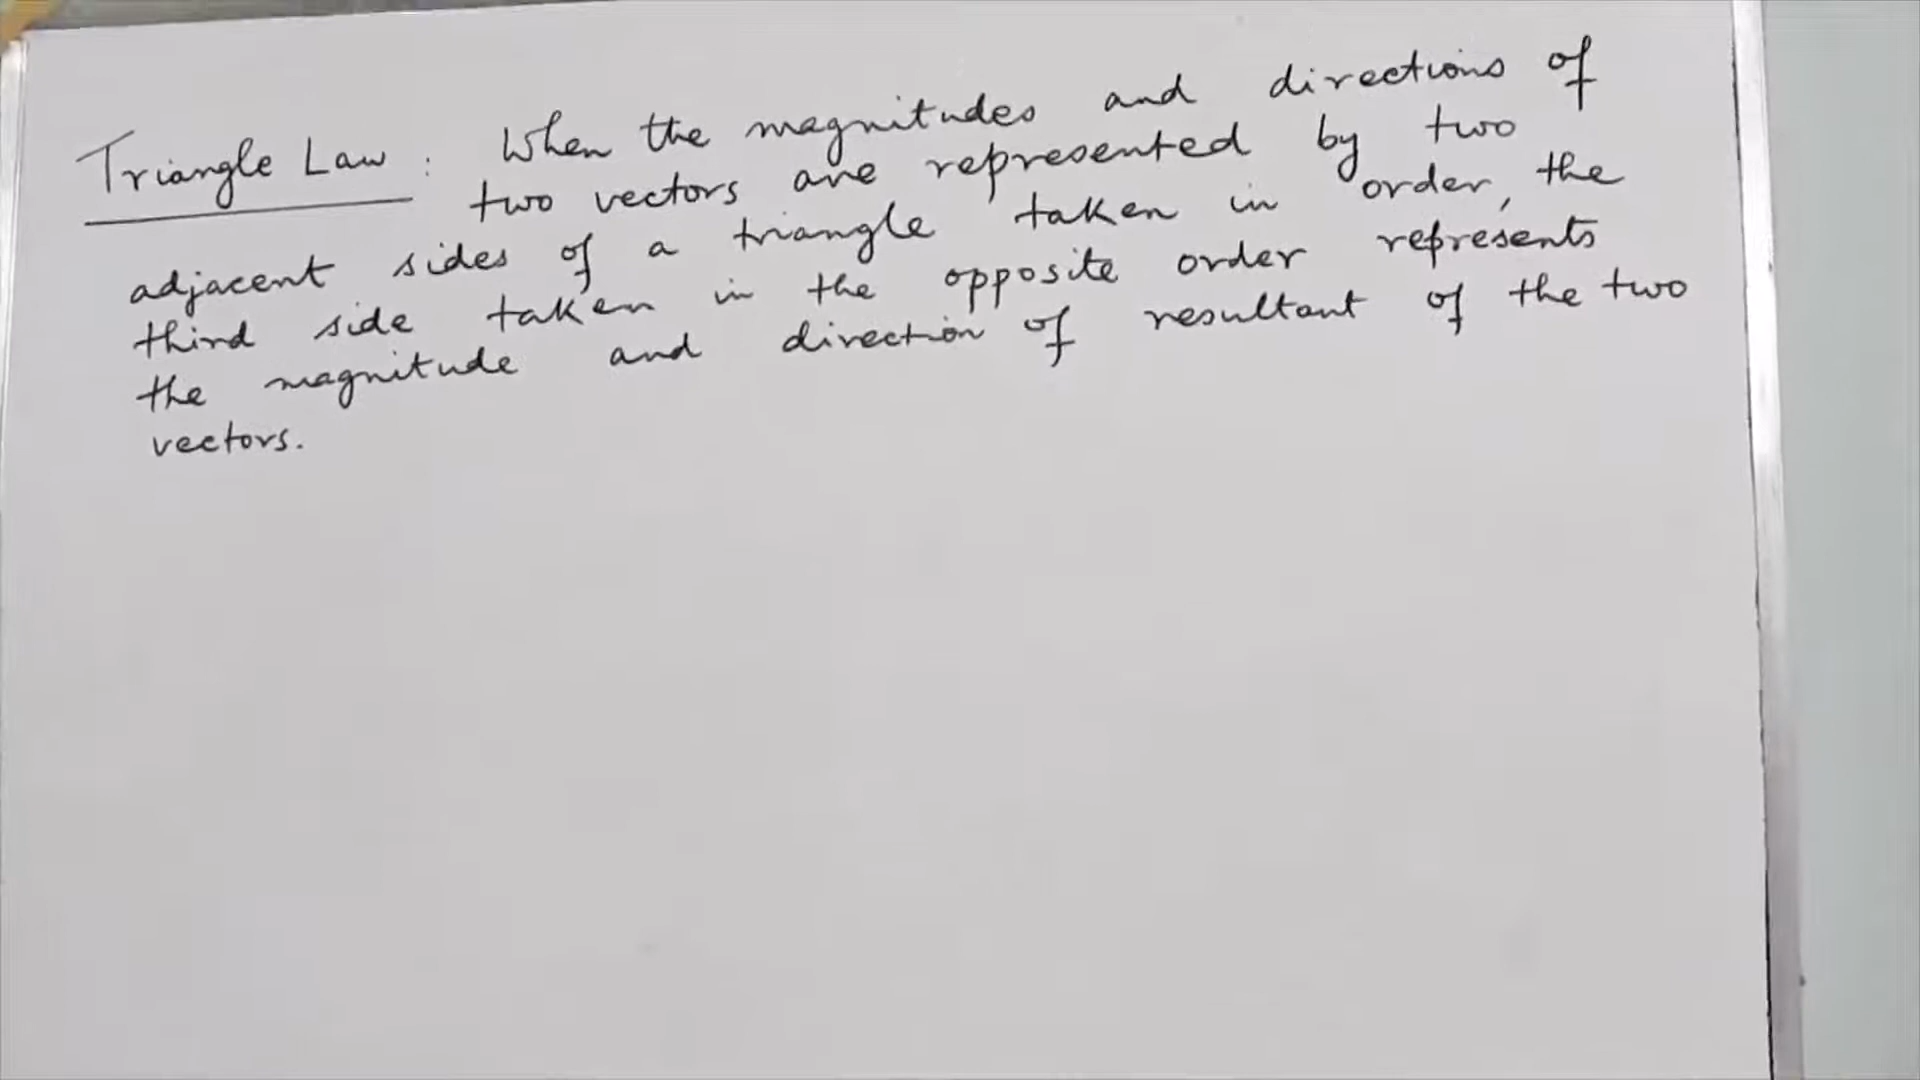 Triangle Law : When the magnitudes and directions of
two vectors are represented by two
adjacent sides of a triangle taken in order, the
third side taken in the opposite order represents
the magnitude and direction of resultant of the two
vectors.